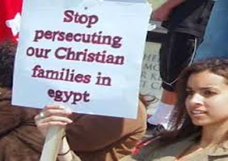 Stop
persecuting
our Christian
families in
egypt